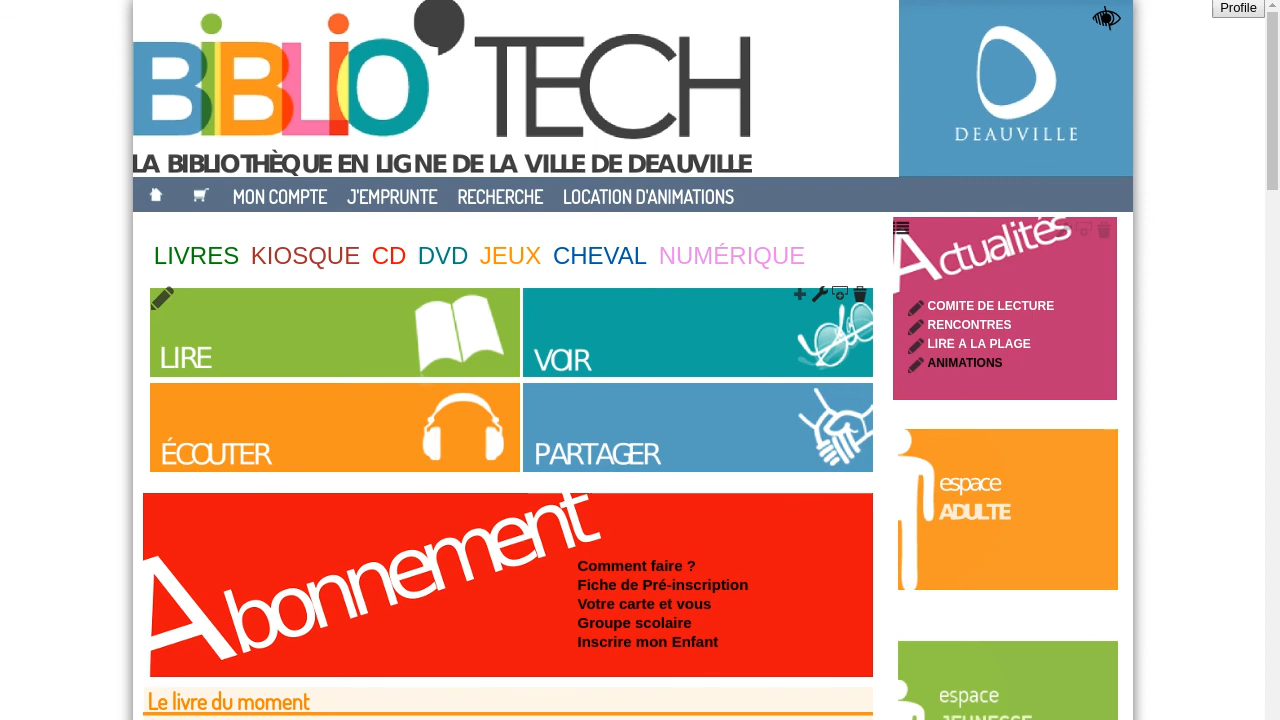 Profile
BiBLiO'TECH
LA BIBLIOTHÈQUE EN LIGNE DE LA VILLE DE DEAUVILLE
DEAUVILLE
MON COMPTE J'EMPRUNTE RECHERCHE LOCATION D'ANIMATIONS
LIVRES KIOSQUE CD DVD JEUX CHEVAL NUMÉRIQUE
LIRE
VOIR
ÉCOUTER
PARTAGER
Actualités
COMITE DE LECTURE
RENCONTRES
LIRE A LA PLAGE
ANIMATIONS
espace
ADULTE
Abonnement
Comment faire ?
Fiche de Pré-inscription
Votre carte et vous
Groupe scolaire
Inscrire mon Enfant
espace
JEUNESSE
Le livre du moment